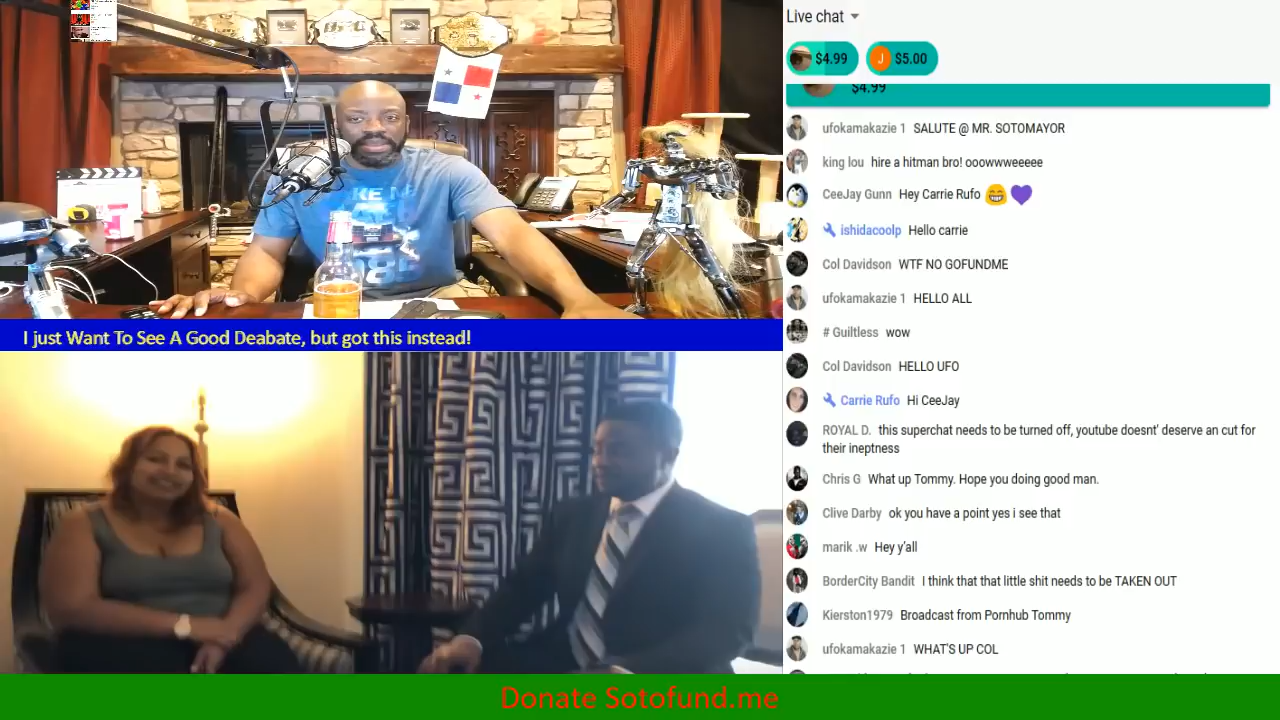 Live chat
$4.99
J $5.00
$4.99
ufokamakazie 1 SALUTE @ MR. SOTOMAYOR
king lou hire a hitman bro! ooowwweeeee
CeeJay Gunn Hey Carrie Rufo 😁💜
ishidacoolp Hello carrie
Col Davidson WTF NO GOFUNDME
ufokamakazie 1 HELLO ALL
# Guiltless wow
Col Davidson HELLO UFO
Carrie Rufo Hi CeeJay
ROYAL D. this superchat needs to be turned off, youtube doesnt' deserve an cut for
their ineptness
Chris G What up Tommy. Hope you doing good man.
Clive Darby ok you have a point yes i see that
marik .w Hey y'all
BorderCity Bandit I think that that little shit needs to be TAKEN OUT
Kierston1979 Broadcast from Pornhub Tommy
ufokamakazie 1 WHAT'S UP COL
I just Want To See A Good Deabate, but got this instead!
Donate Sotofund.me